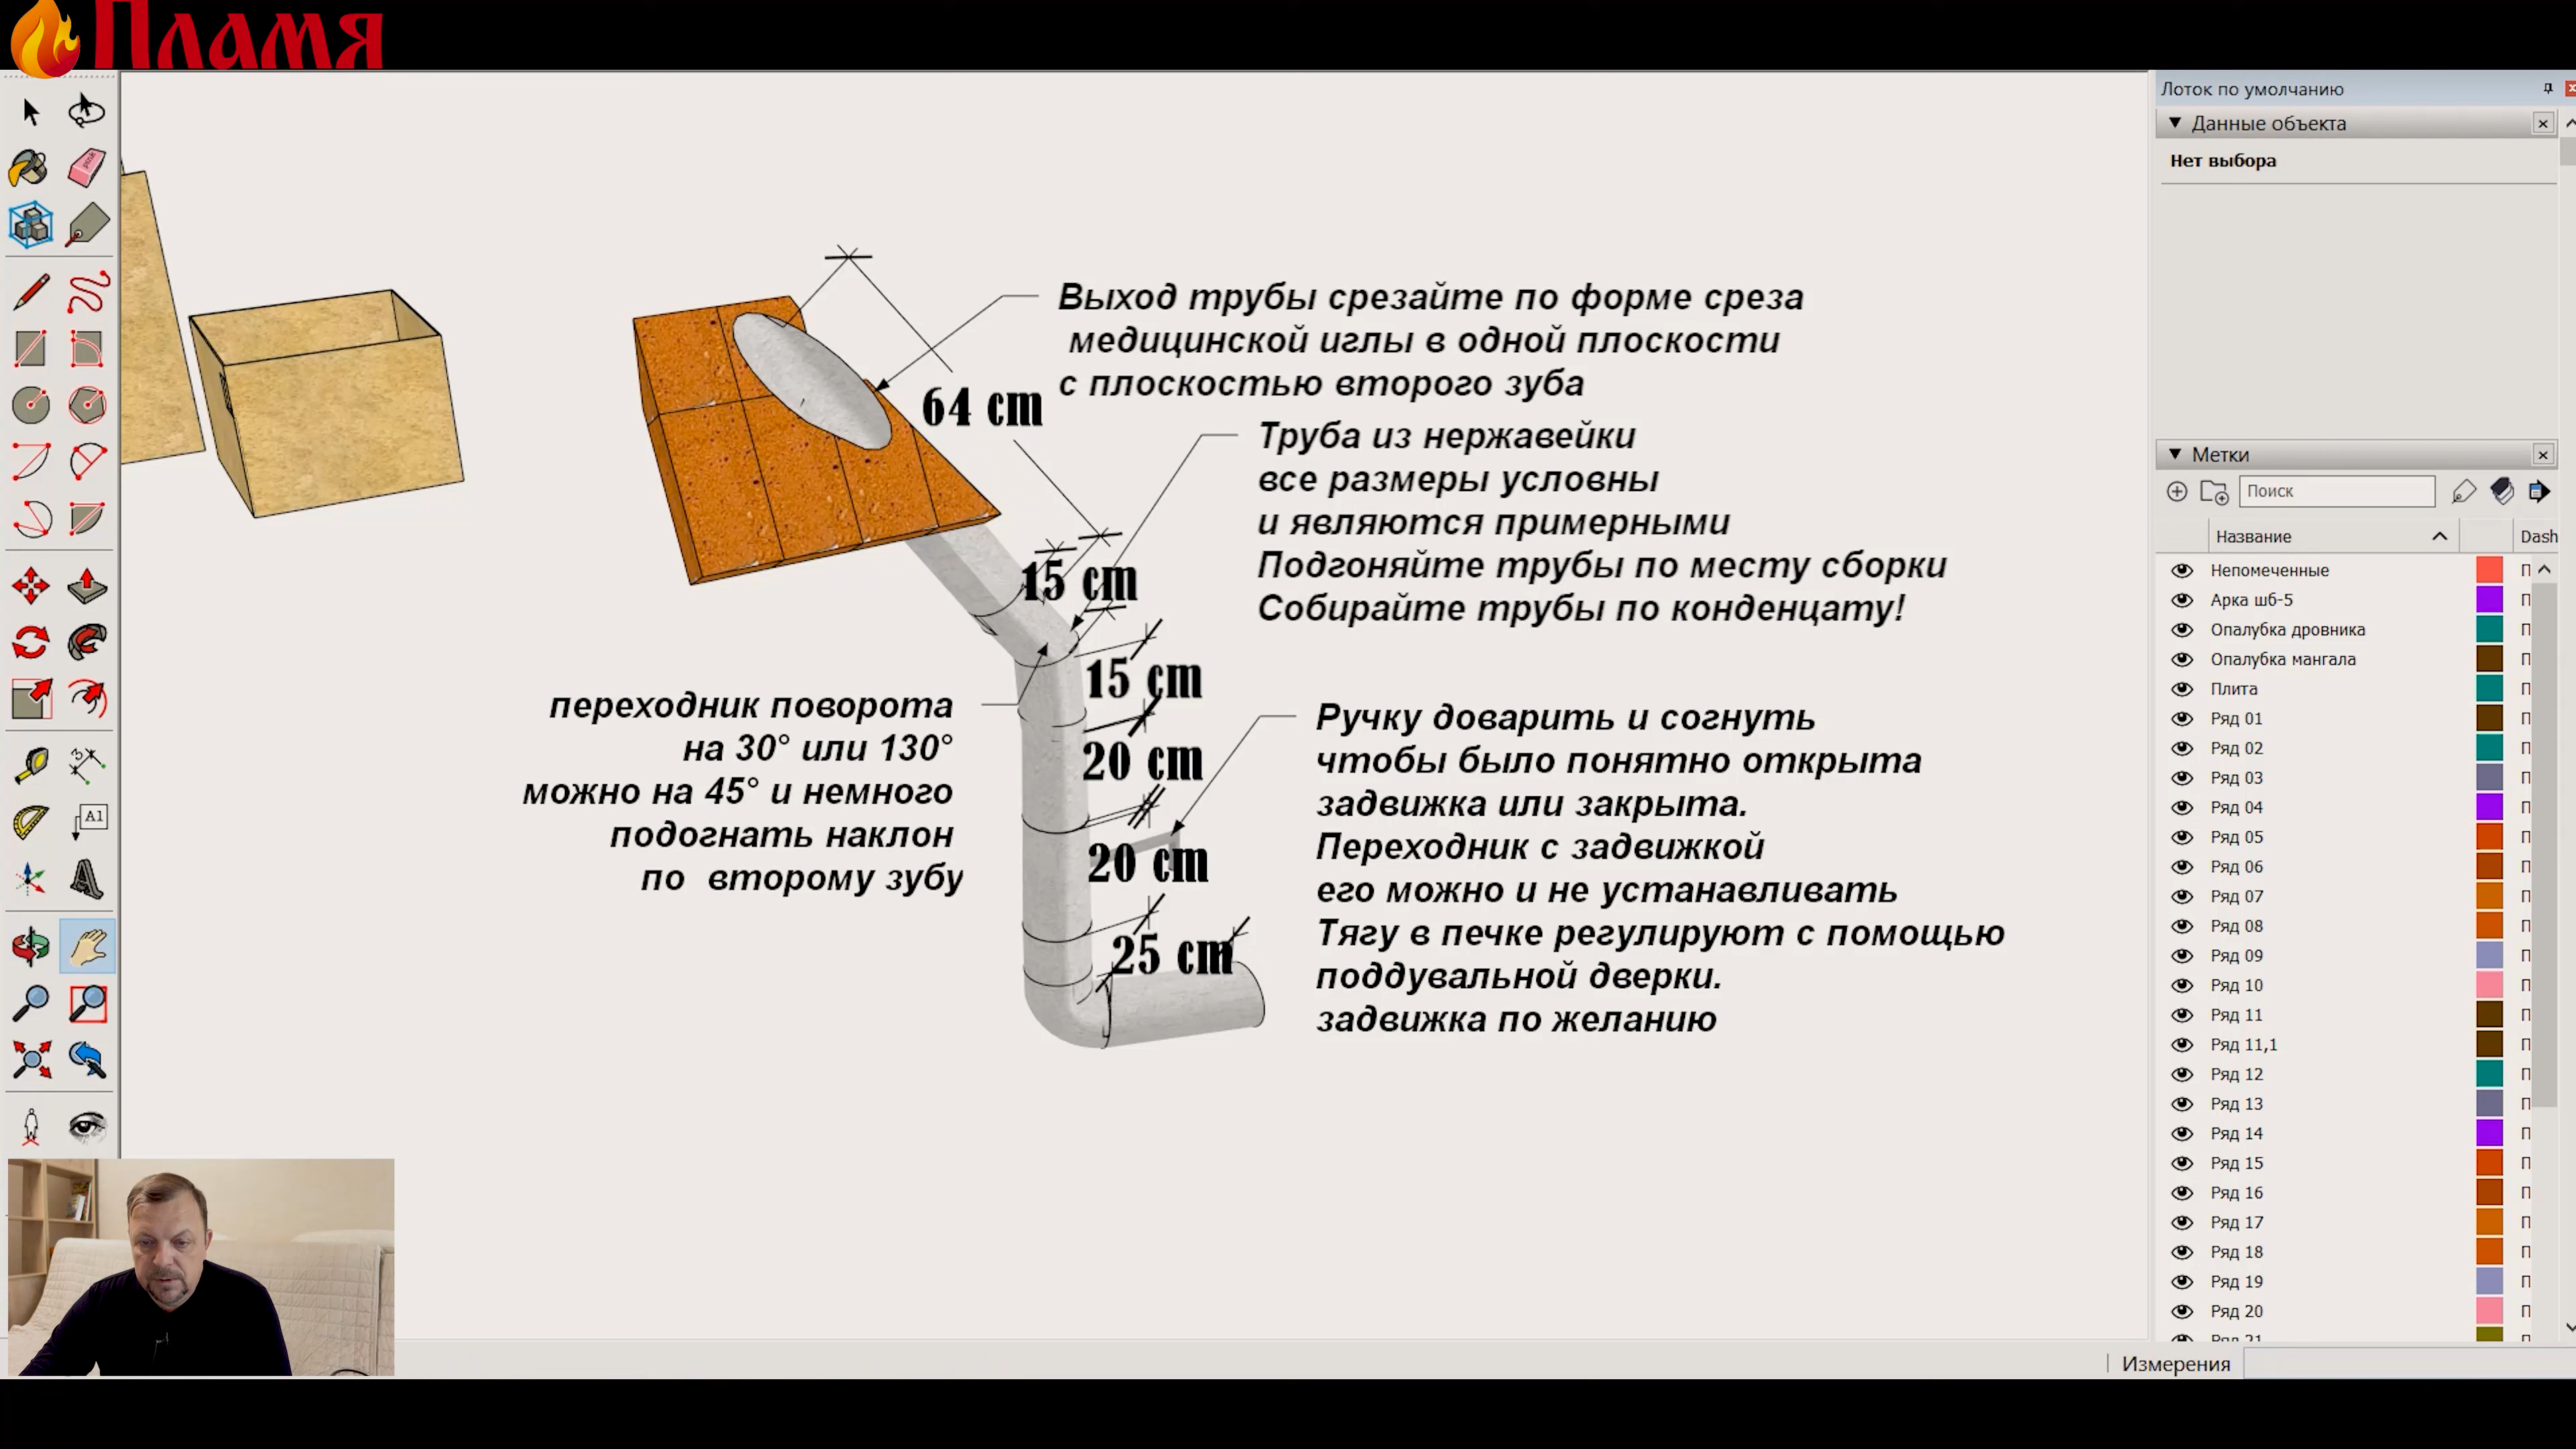 Пламя
Лоток по умолчанию
Данные объекта
Нет выбора
Выход трубы срезайте по форме среза
медицинской иглы в одной плоскости
с плоскостью второго зуба
64 cm
Труба из нержавейки
все размеры условны
и являются примерными
Подгоняйте трубы по месту сборки
Собирайте трубы по конденцату!
15 cm
15 cm
переходник поворота
на 30° или 130°
можно на 45° и немного
подогнать наклон
по второму зубу
20 cm
20 cm
25 cm
Ручку доварить и согнуть
чтобы было понятно открыта
задвижка или закрыта.
Переходник с задвижкой
его можно и не устанавливать
Тягу в печке регулируют с помощью
поддувальной дверки.
задвижка по желанию
Метки
Поиск
Название Dash
Непомеченные
Арка шб-5
Опалубка дровника
Опалубка мангала
Плита
Ряд 01
Ряд 02
Ряд 03
Ряд 04
Ряд 05
Ряд 06
Ряд 07
Ряд 08
Ряд 09
Ряд 10
Ряд 11
Ряд 11,1
Ряд 12
Ряд 13
Ряд 14
Ряд 15
Ряд 16
Ряд 17
Ряд 18
Ряд 19
Ряд 20
Ряд 21
Измерения
A1